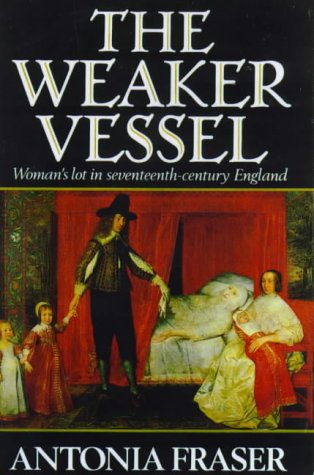 THE
WEAKER
VESSEL
Woman's lot in seventeenth-century England
ANTONIA FRASER